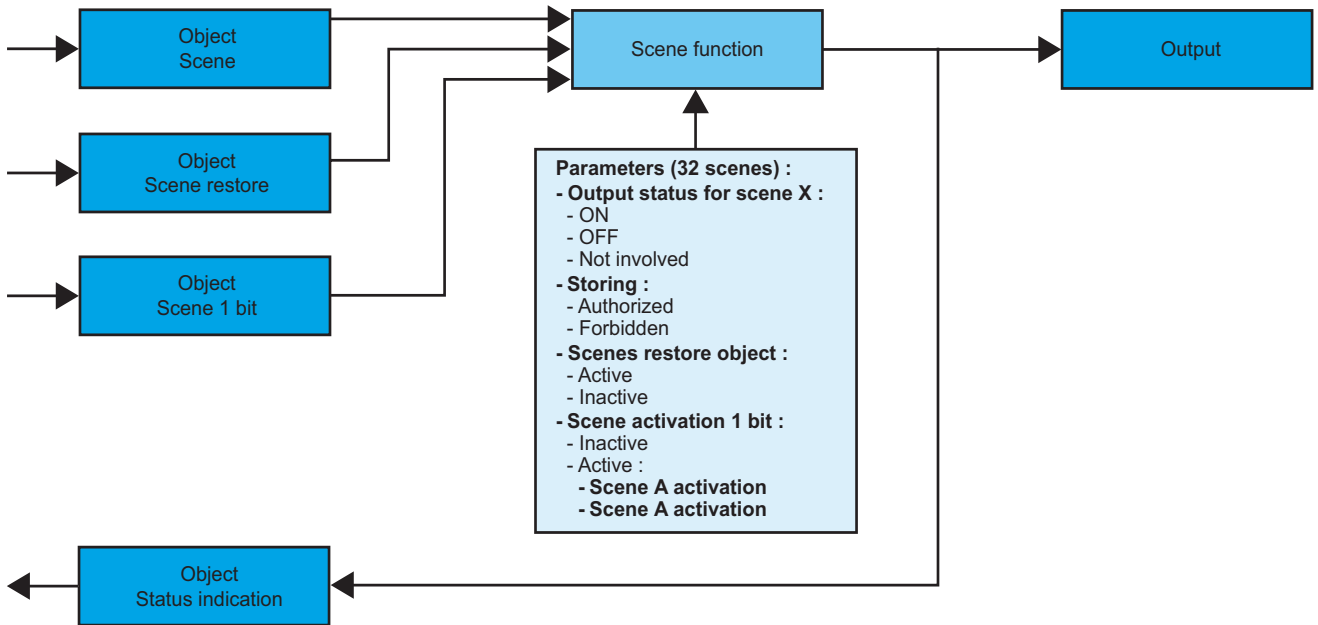 Object
Scene
Scene function
Output
Object
Scene restore
Object
Scene 1 bit
Parameters (32 scenes) :
- Output status for scene X :
- ON
- OFF
- Not involved
- Storing :
- Authorized
- Forbidden
- Scenes restore object :
- Active
- Inactive
- Scene activation 1 bit :
- Inactive
- Active :
- Scene A activation
- Scene A activation
Object
Status indication